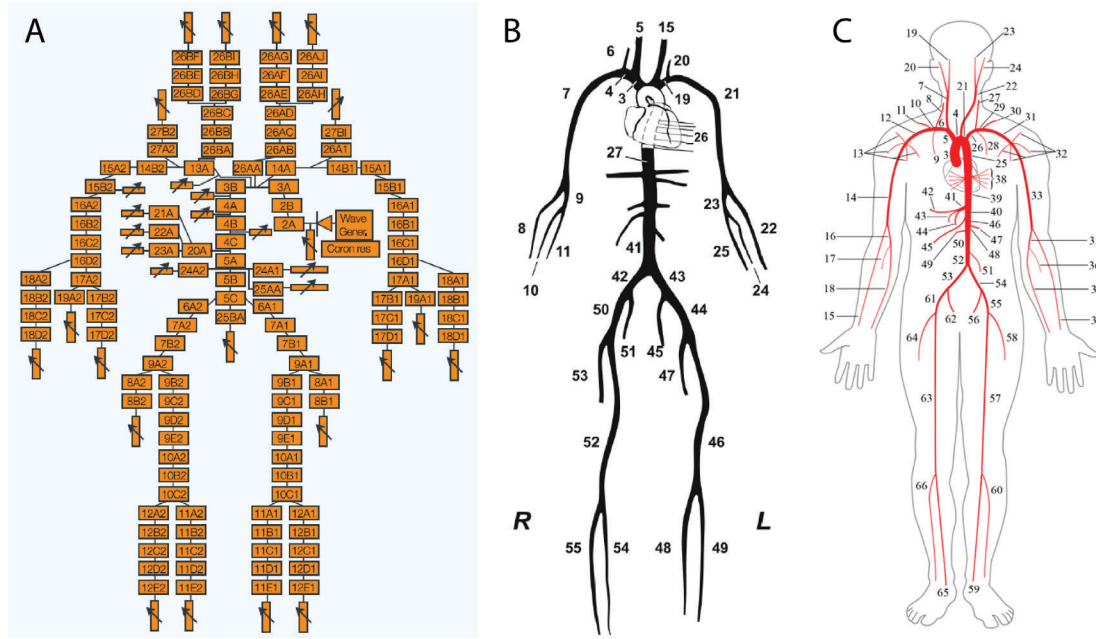 A
26BF 26BI 26AG 26AJ
26BE 26BH 26AF 26AI
26BD 26BG 26AE 26AH
26BC 26AD
27B2 26BB 26AC 27BI
27A2 26BA 26AB 26A1
15A2 14B2 13A 26AA 14A 14B1 15A1
15B2 3B 3A 15B1
16A2 4A 2B 16A1
21A
16B2 4B 2A Wave Gener. 16B1
22A
16C2 23A 20A 4C Coron res 16C1
16D2 5A 16D1
18A2 17A2 24A2 5B 24A1 17A1 18A1
25AA
18B2 19A2 17B2 5C 17B1 19A1 18B1
6A2 6A1
18C2 17C2 25BA 17C1 18C1
7A2 7A1
18D2 17D2 17D1 18D1
7B2 7B1
9A2 9A1
8A2 9B2 9B1 8A1
8B2 9C2 9C1 8B1
9D2 9D1
9E2 9E1
10A2 10A1
10B2 10B1
10C2 10C1
12A2 11A2 11A1 12A1
12B2 11B2 11B1 12B1
12C2 11C2 11C1 12C1
12D2 11D2 11D1 12D1
12E2 11E2 11E1 12E1
B
5 15
6 20
4
7 3 19 21
26
27
9 23
8 22
11 25
41
10 24
42 43
50 44
51 45
53 47
52 46
R L
55 54 48 49
C
19 23
20 24
7 21 22
8 4 27
10 29 30
11 6 31
12 5 26 28
13 9 3 25 32
38
14 39 33
42 41 40
43 46
44 47
16 45 50
17 49 48
52 51
18 53 54
61 55
15 62 56
64 58
63 57
66 60
65 59